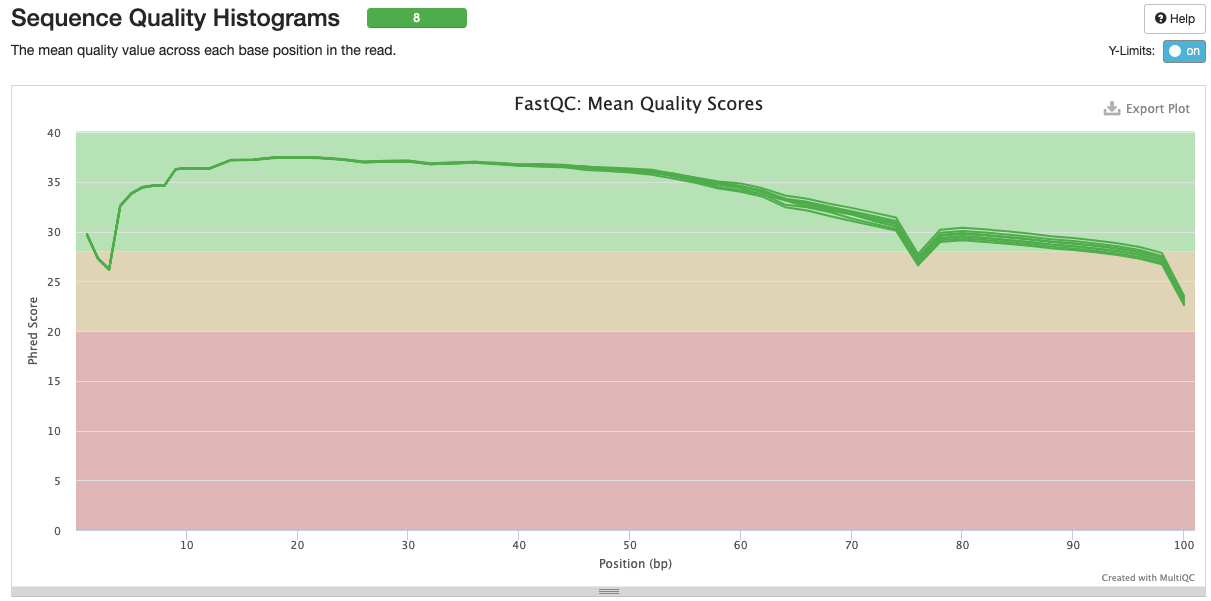 Sequence Quality Histograms 8
Help
The mean quality value across each base position in the read.
Y-Limits: on
FastQC: Mean Quality Scores
Export Plot
40
35
30
25
20
15
10
5
0
Phred Score
10 20 30 40 50 60 70 80 90 100
Position (bp)
Created with MultiQC